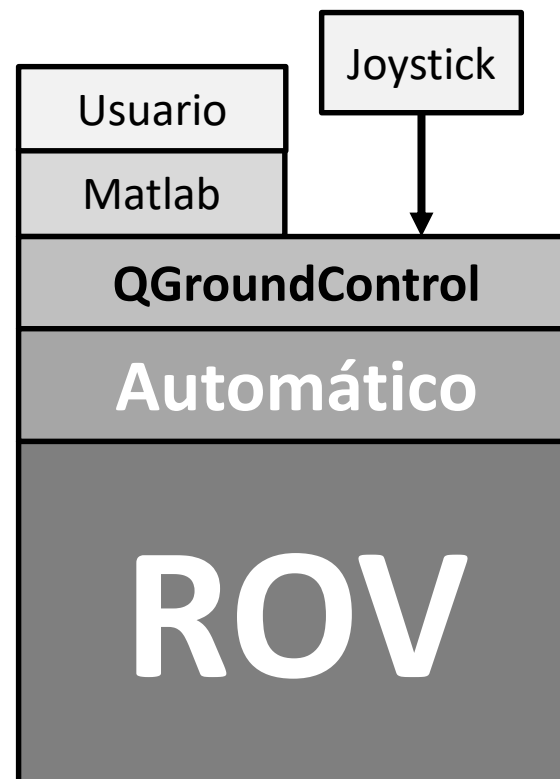 Joystick
Usuario
Matlab
QGroundControl
Automático
ROV